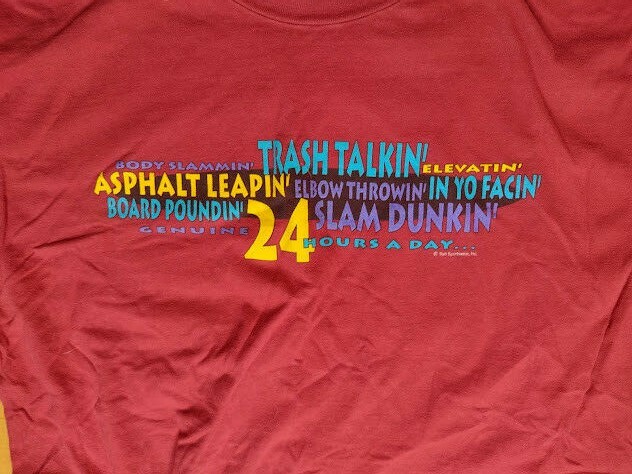 TRASH TALKIN'
BODY SLAMMIN' ELEVATIN'
ASPHALT LEAPIN' ELBOW THROWIN' IN YO FACIN'
BOARD POUNDIN' SLAM DUNKIN'
GENUINE 24 HOURS A DAY...